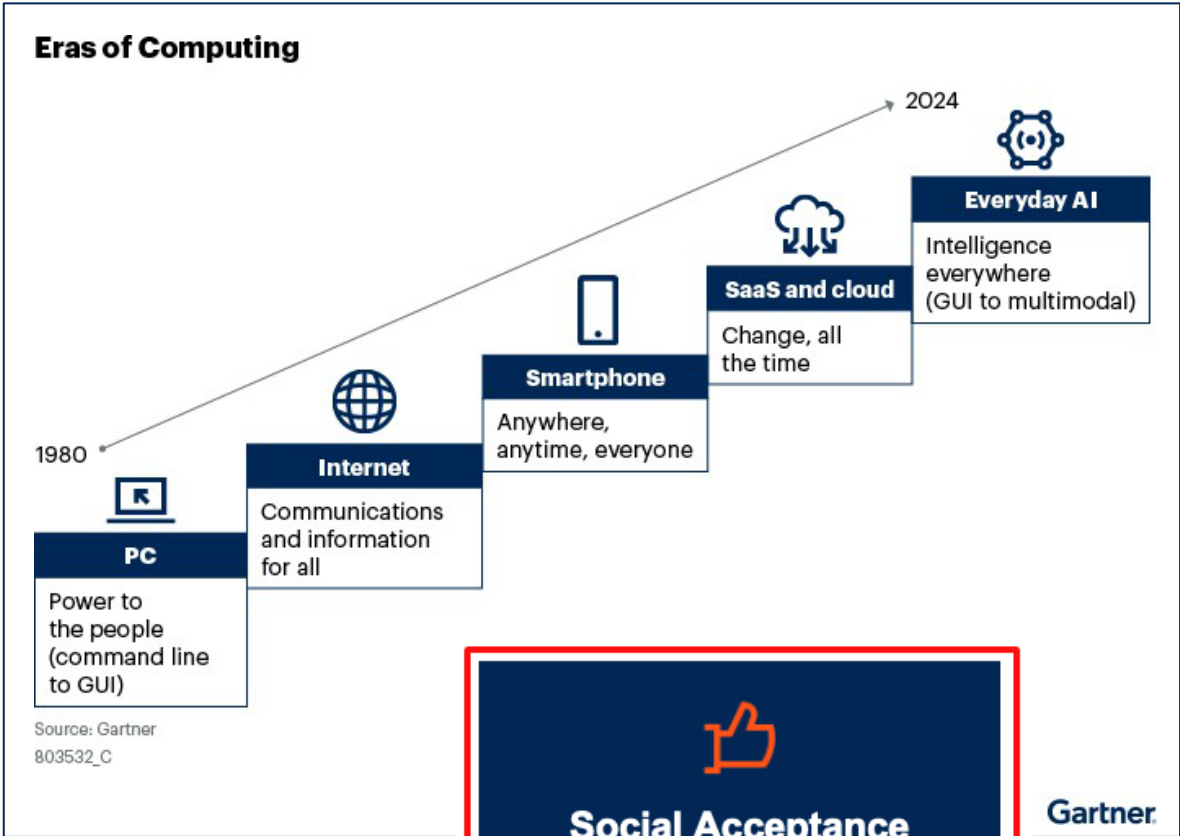 Eras of Computing
2024
Everyday AI
Intelligence
everywhere
(GUI to multimodal)
SaaS and cloud
Change, all
the time
Smartphone
Anywhere,
anytime, everyone
1980
Internet
Communications
and information
for all
PC
Power to
the people
(command line
to GUI)
Source: Gartner
803532_C
Social Acceptance
Gartner